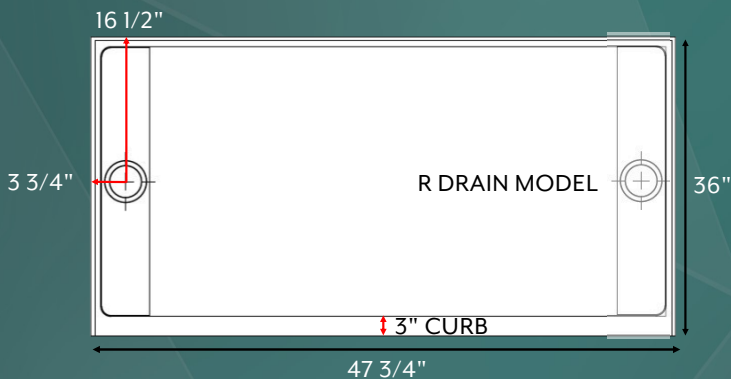 16 1/2"
3 3/4"
R DRAIN MODEL
36"
3" CURB
47 3/4"